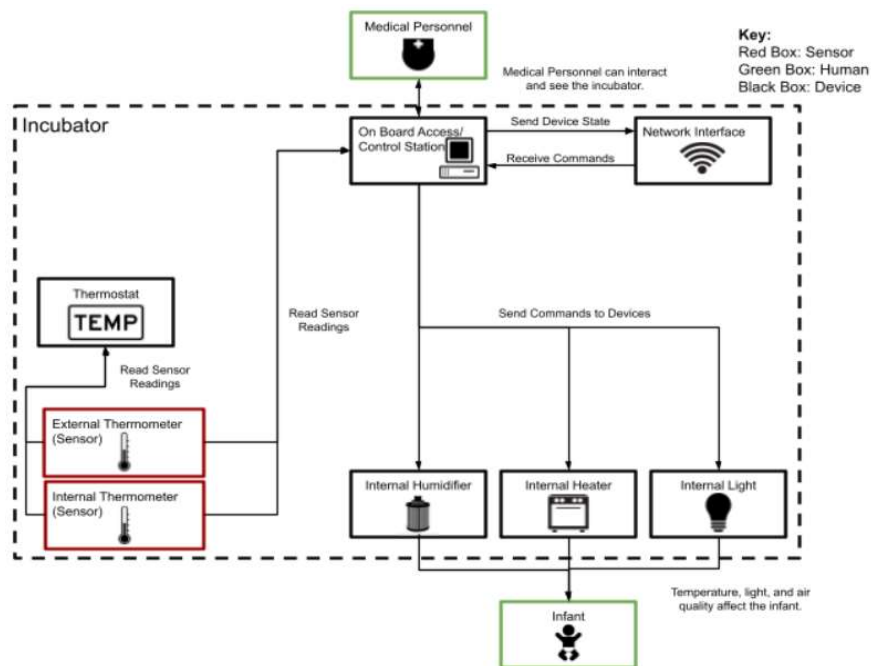 Medical Personnel
Key:
Red Box: Sensor
Green Box: Human
Black Box: Device
Medical Personnel can interact
and see the incubator.
Incubator
On Board Access/
Control Station
Send Device State
Receive Commands
Network Interface
Thermostat
TEMP
Read Sensor
Readings
Read Sensor
Readings
Send Commands to Devices
External Thermometer
(Sensor)
Internal Thermometer
(Sensor)
Internal Humidifier
Internal Heater
Internal Light
Temperature, light, and air
quality affect the infant.
Infant